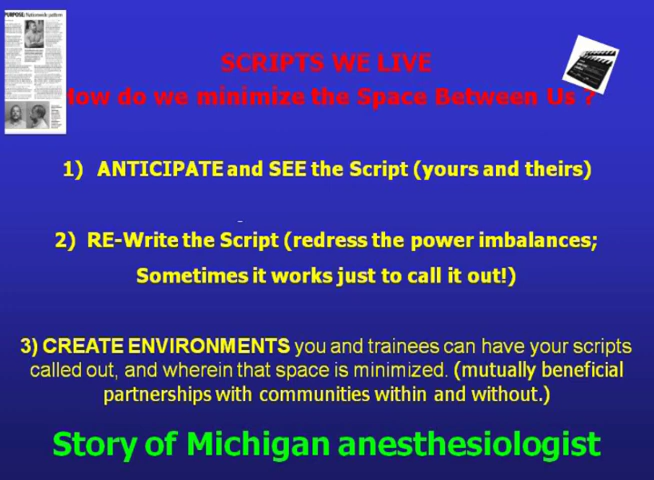 PURPOSE: Nationwide pattern
SCRIPTS WE LIVE
How do we minimize the Space Between Us ?
1) ANTICIPATE and SEE the Script (yours and theirs)
2) RE-Write the Script (redress the power imbalances;
Sometimes it works just to call it out!)
3) CREATE ENVIRONMENTS you and trainees can have your scripts
called out, and wherein that space is minimized. (mutually beneficial
partnerships with communities within and without.)
Story of Michigan anesthesiologist